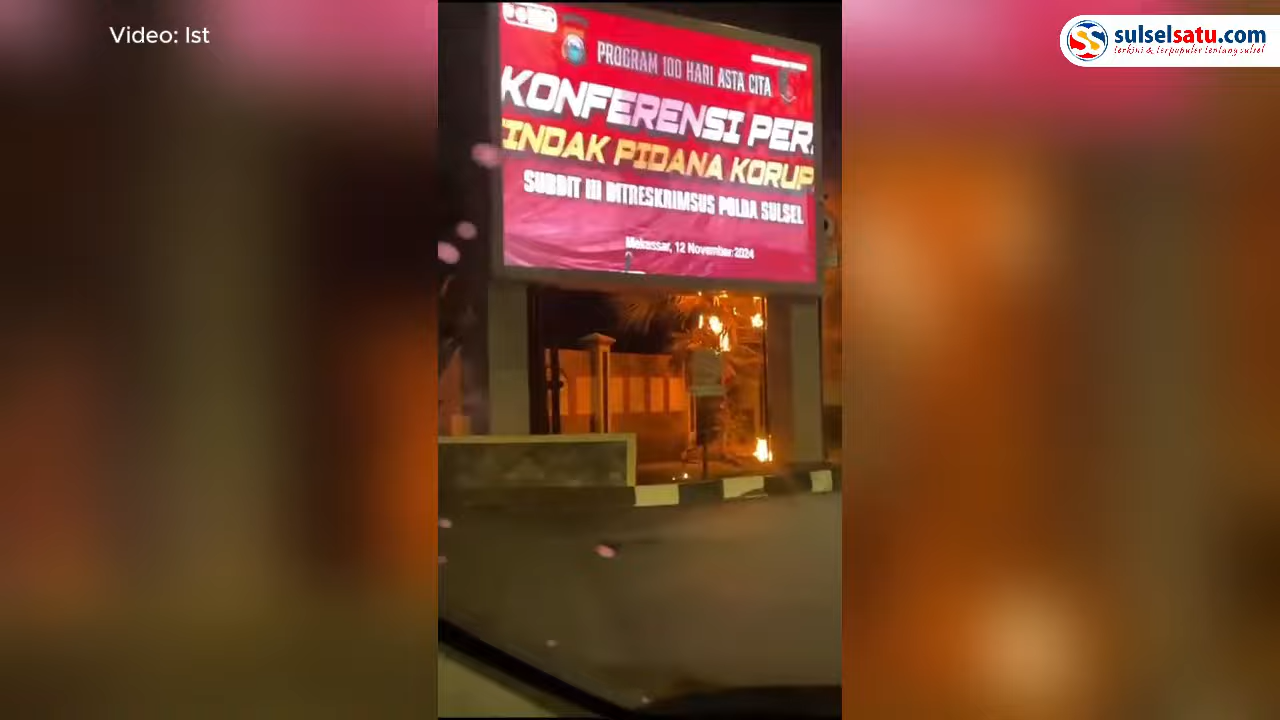 Video: Ist
sulselsatu.com
terkini & terpopuler tentang sulsel
PROGRAM 100 HARI ASTA CITA
KONFERENSI PER
INDAK PIDANA KORUP
SUBDIT III DITRESKRIMSUS POLDA SULSEL
Makassar, 12 November 2024